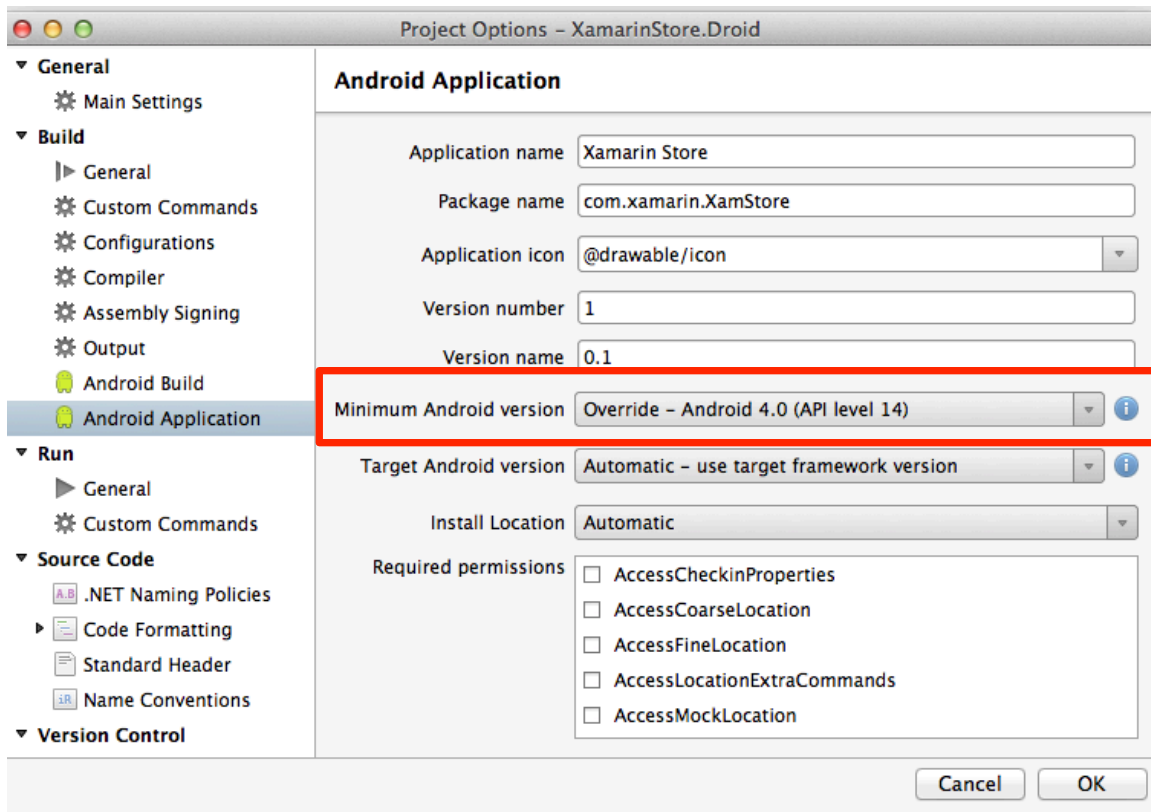 Project Options – XamarinStore.Droid
General
Main Settings
Build
General
Custom Commands
Configurations
Compiler
Assembly Signing
Output
Android Build
Android Application
Run
General
Custom Commands
Source Code
A.B .NET Naming Policies
Code Formatting
Standard Header
iR Name Conventions
Version Control
Android Application
Application name Xamarin Store
Package name com.xamarin.XamStore
Application icon @drawable/icon
Version number 1
Version name 0.1
Minimum Android version Override – Android 4.0 (API level 14) i
Target Android version Automatic – use target framework version i
Install Location Automatic
Required permissions
AccessCheckinProperties
AccessCoarseLocation
AccessFineLocation
AccessLocationExtraCommands
AccessMockLocation
Cancel OK